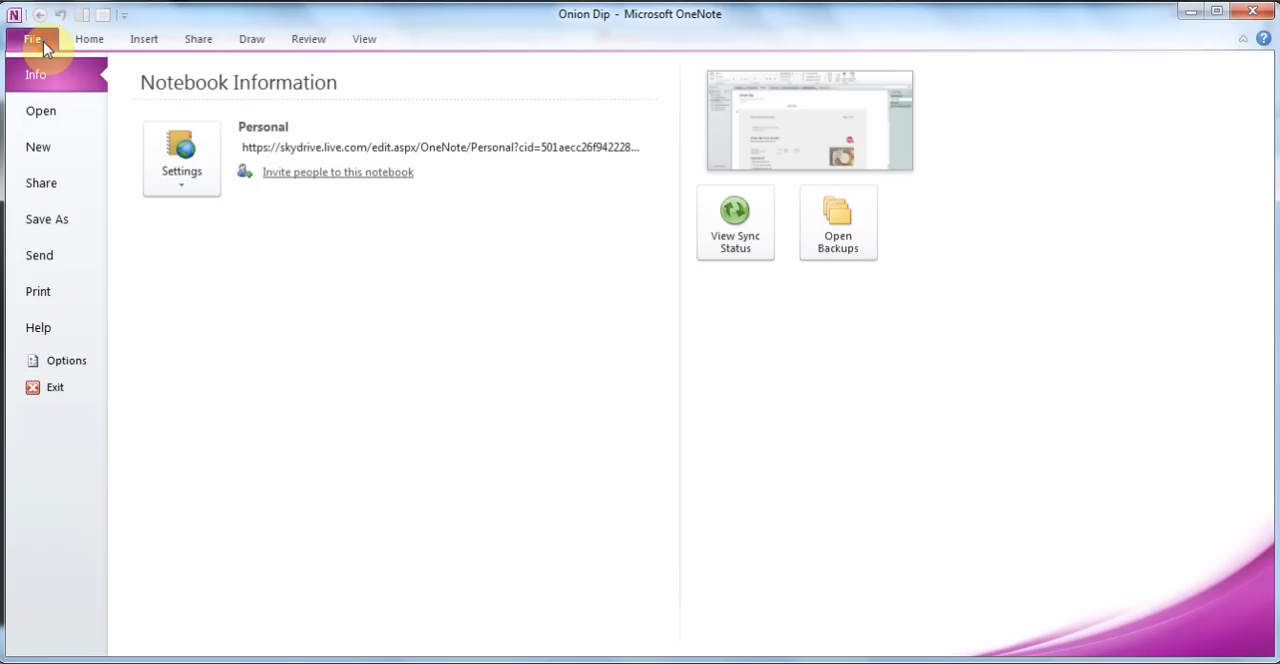 Onion Dip - Microsoft OneNote
File Home Insert Share Draw Review View
Info
Open
New
Share
Save As
Send
Print
Help
Options
Exit
Notebook Information
Settings
Personal
https://skydrive.live.com/edit.aspx/OneNote/Personal?cid=501aecc26f942228...
Invite people to this notebook
View Sync
Status
Open
Backups